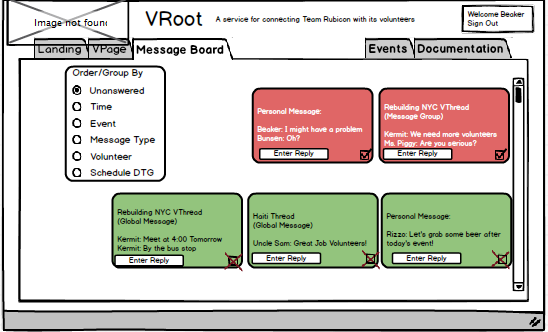 Image not foun
VRoot
A service for connecting Team Rubicon with its volunteers
Welcome Beaker
Sign Out
Landing
VPage
Message Board
Events
Documentation
Order/Group By
Unanswered
Time
Event
Message Type
Volunteer
Schedule DTG
Personal Message:
Beaker: I might have a problem
Bunsen: Oh?
Enter Reply
Rebuilding NYC VThread
(Message Group)
Kermit: We need more volunteers
Ms. Piggy: Are you serious?
Enter Reply
Rebuilding NYC VThread
(Global Message)
Kermit: Meet at 4:00 Tomorrow
Kermit: By the bus stop
Enter Reply
Haiti Thread
(Global Message)
Uncle Sam: Great Job Volunteers!
Enter Reply
Personal Message:
Rizzo: Let's grab some beer after
today's event!
Enter Reply